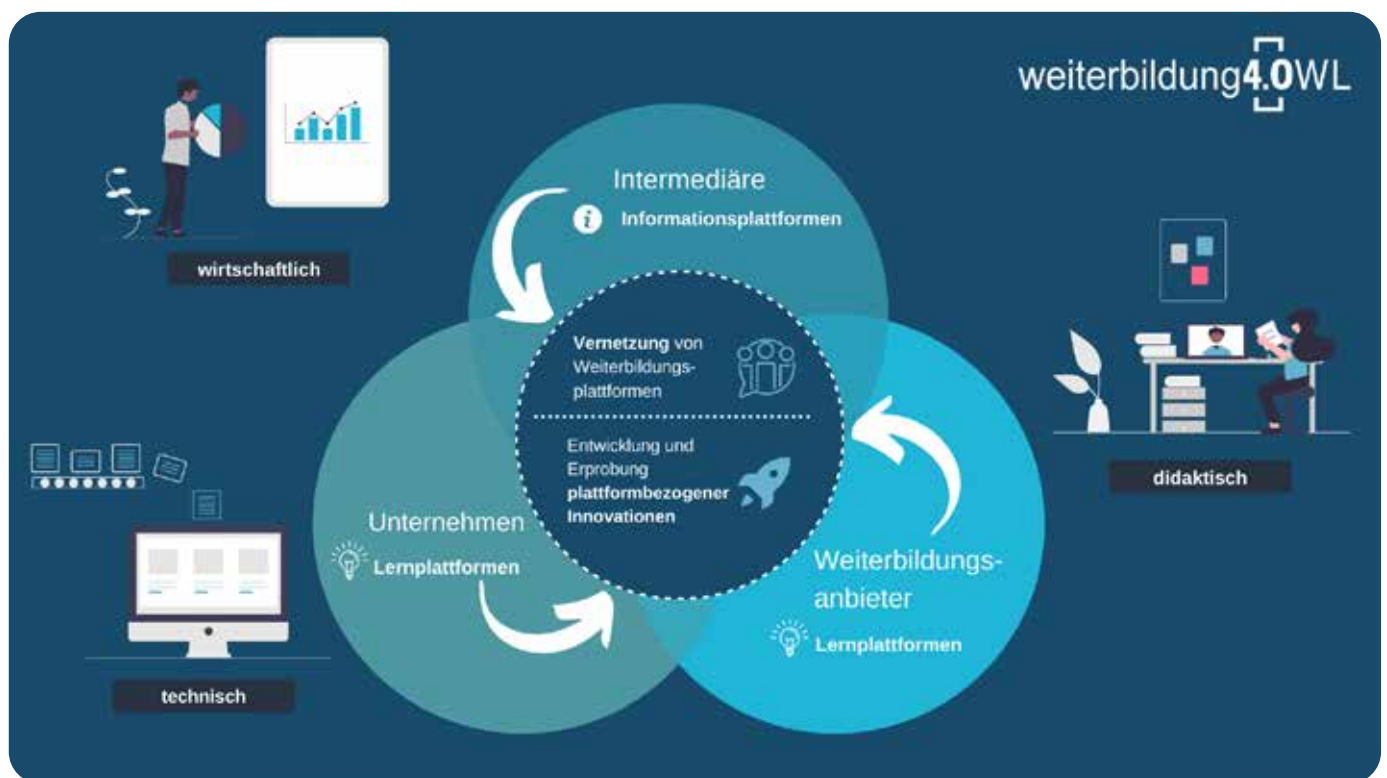 weiterbildung4.0WL
Intermediäre
Informationsplattformen
wirtschaftlich
Vernetzung von
Weiterbildungs-
plattformen
Entwicklung und
Erprobung
plattformbezogener
Innovationen
didaktisch
Unternehmen
Lernplattformen
Weiterbildungs-
anbieter
Lernplattformen
technisch